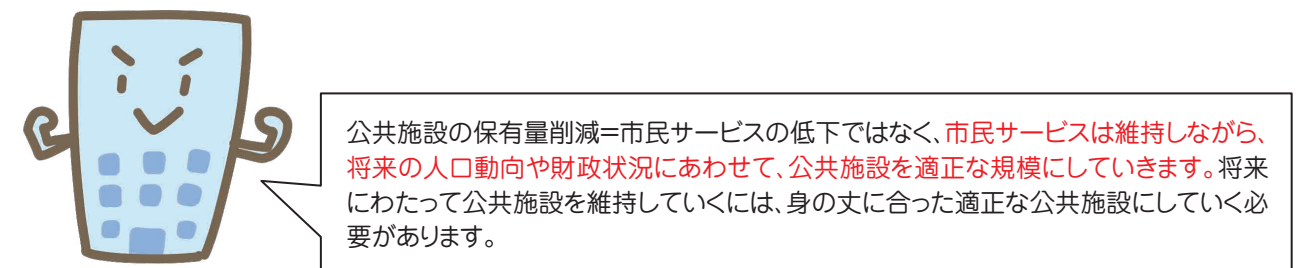 公共施設の保有量削減=市民サービスの低下ではなく、市民サービスは維持しながら、
将来の人口動向や財政状況にあわせて、公共施設を適正な規模にしていきます。将来
にわたって公共施設を維持していくには、身の丈に合った適正な公共施設にしていく必
要があります。